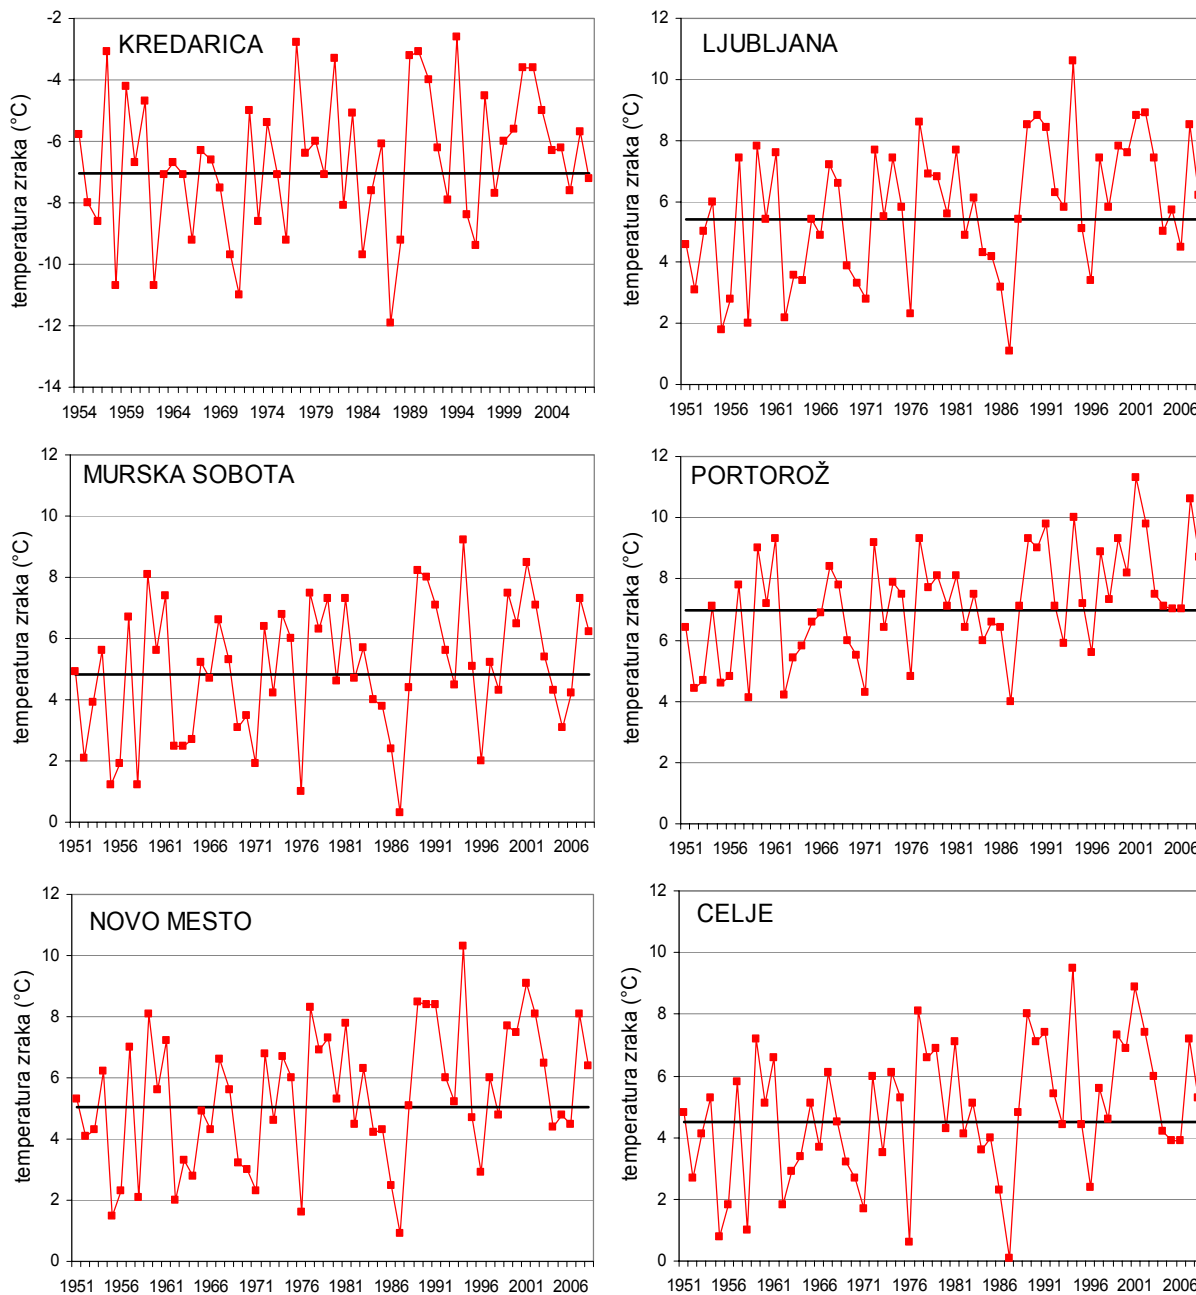 KREDARICA
temperatura zraka (°C)
-2
-4
-6
-8
-10
-12
-14
1954 1959 1964 1969 1974 1979 1984 1989 1994 1999 2004
LJUBLJANA
temperatura zraka (°C)
12
10
8
6
4
2
0
1951 1956 1961 1966 1971 1976 1981 1986 1991 1996 2001 2006
MURSKA SOBOTA
temperatura zraka (°C)
12
10
8
6
4
2
0
1951 1956 1961 1966 1971 1976 1981 1986 1991 1996 2001 2006
PORTOROŽ
temperatura zraka (°C)
12
10
8
6
4
2
0
1951 1956 1961 1966 1971 1976 1981 1986 1991 1996 2001 2006
NOVO MESTO
temperatura zraka (°C)
12
10
8
6
4
2
0
1951 1956 1961 1966 1971 1976 1981 1986 1991 1996 2001 2006
CELJE
temperatura zraka (°C)
12
10
8
6
4
2
0
1951 1956 1961 1966 1971 1976 1981 1986 1991 1996 2001 2006